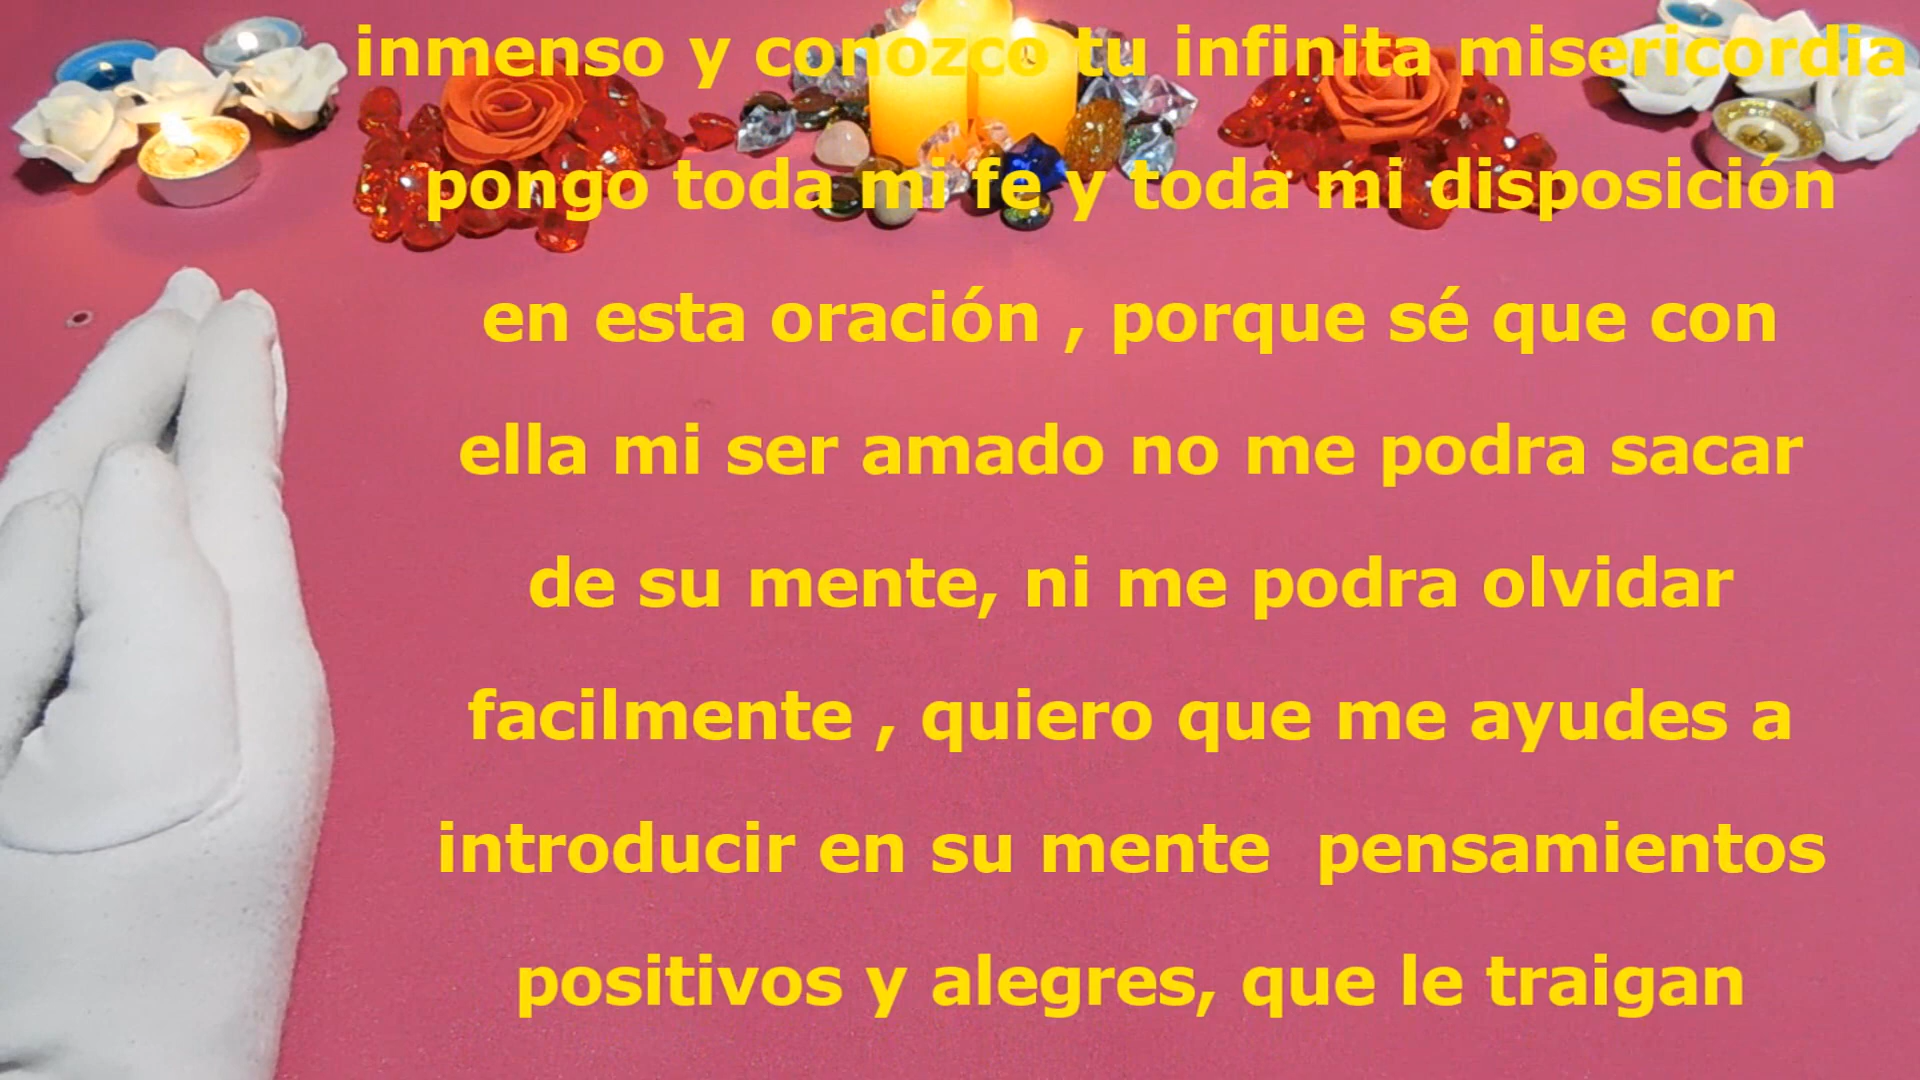 inmenso y conozco tu infinita misericordia
pongo toda mi fe y toda mi disposición
en esta oración , porque sé que con
ella mi ser amado no me podra sacar
de su mente, ni me podra olvidar
facilmente , quiero que me ayudes a
introducir en su mente  pensamientos
positivos y alegres, que le traigan